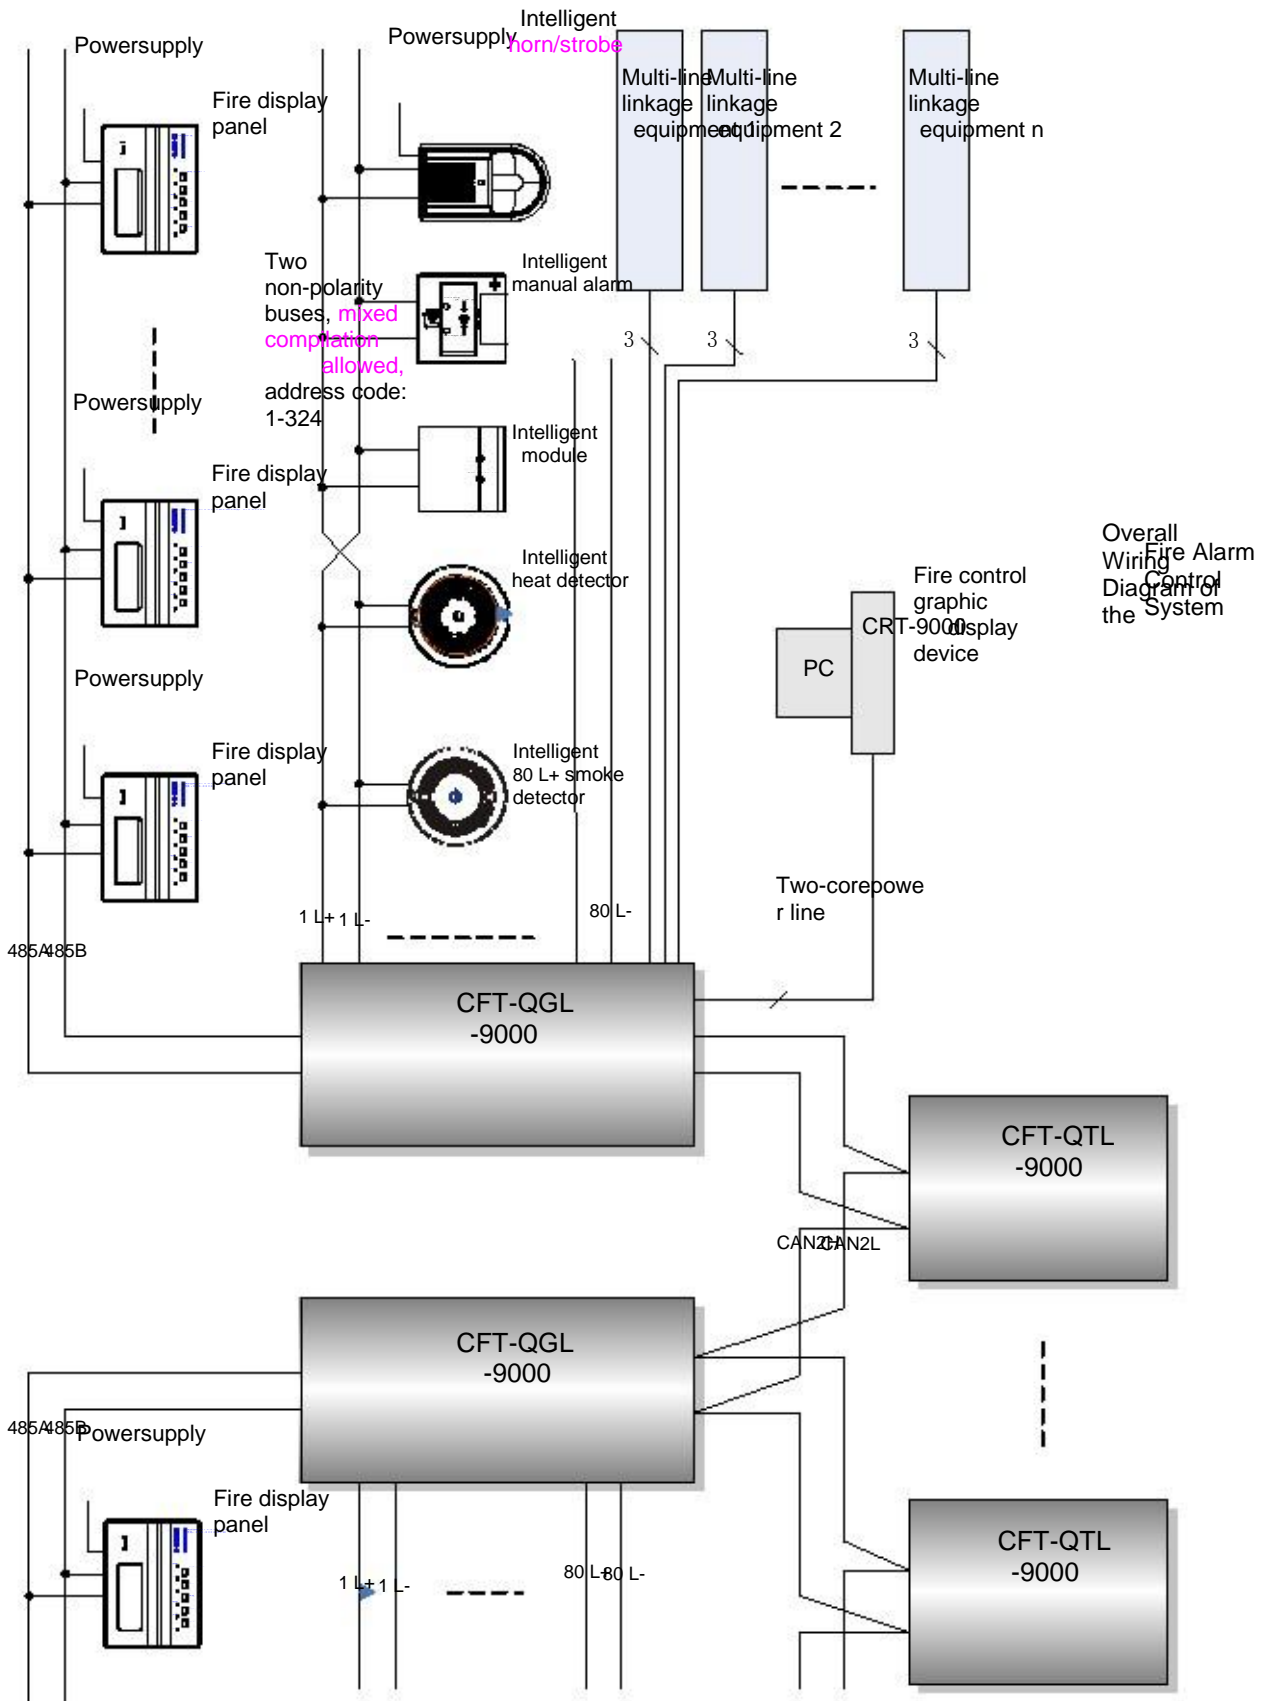 Powersupply
Powersupply
Intelligent
horn/strobe
Fire display
panel
Multi-line
linkage
equipment 1
Multi-line
linkage
equipment 2
Multi-line
linkage
equipment n
Two
non-polarity
buses, mixed
compilation
allowed,
address code:
1-324
Intelligent
manual alarm
3
3
3
Powersupply
Fire display
panel
Intelligent
module
Intelligent
heat detector
Overall
Wiring
Diagram of
the
Fire Alarm
Control
System
Fire control
graphic
display
device
CRT-9000
PC
Powersupply
Fire display
panel
Intelligent
80 L+ smoke
detector
Two-corepowe
r line
1 L+
1 L-
80 L-
485A
485B
CFT-QGL
-9000
CFT-QTL
-9000
CAN2H
CAN2L
CFT-QGL
-9000
485A
485B
Powersupply
Fire display
panel
1 L+
1 L-
80 L+
80 L-
CFT-QTL
-9000